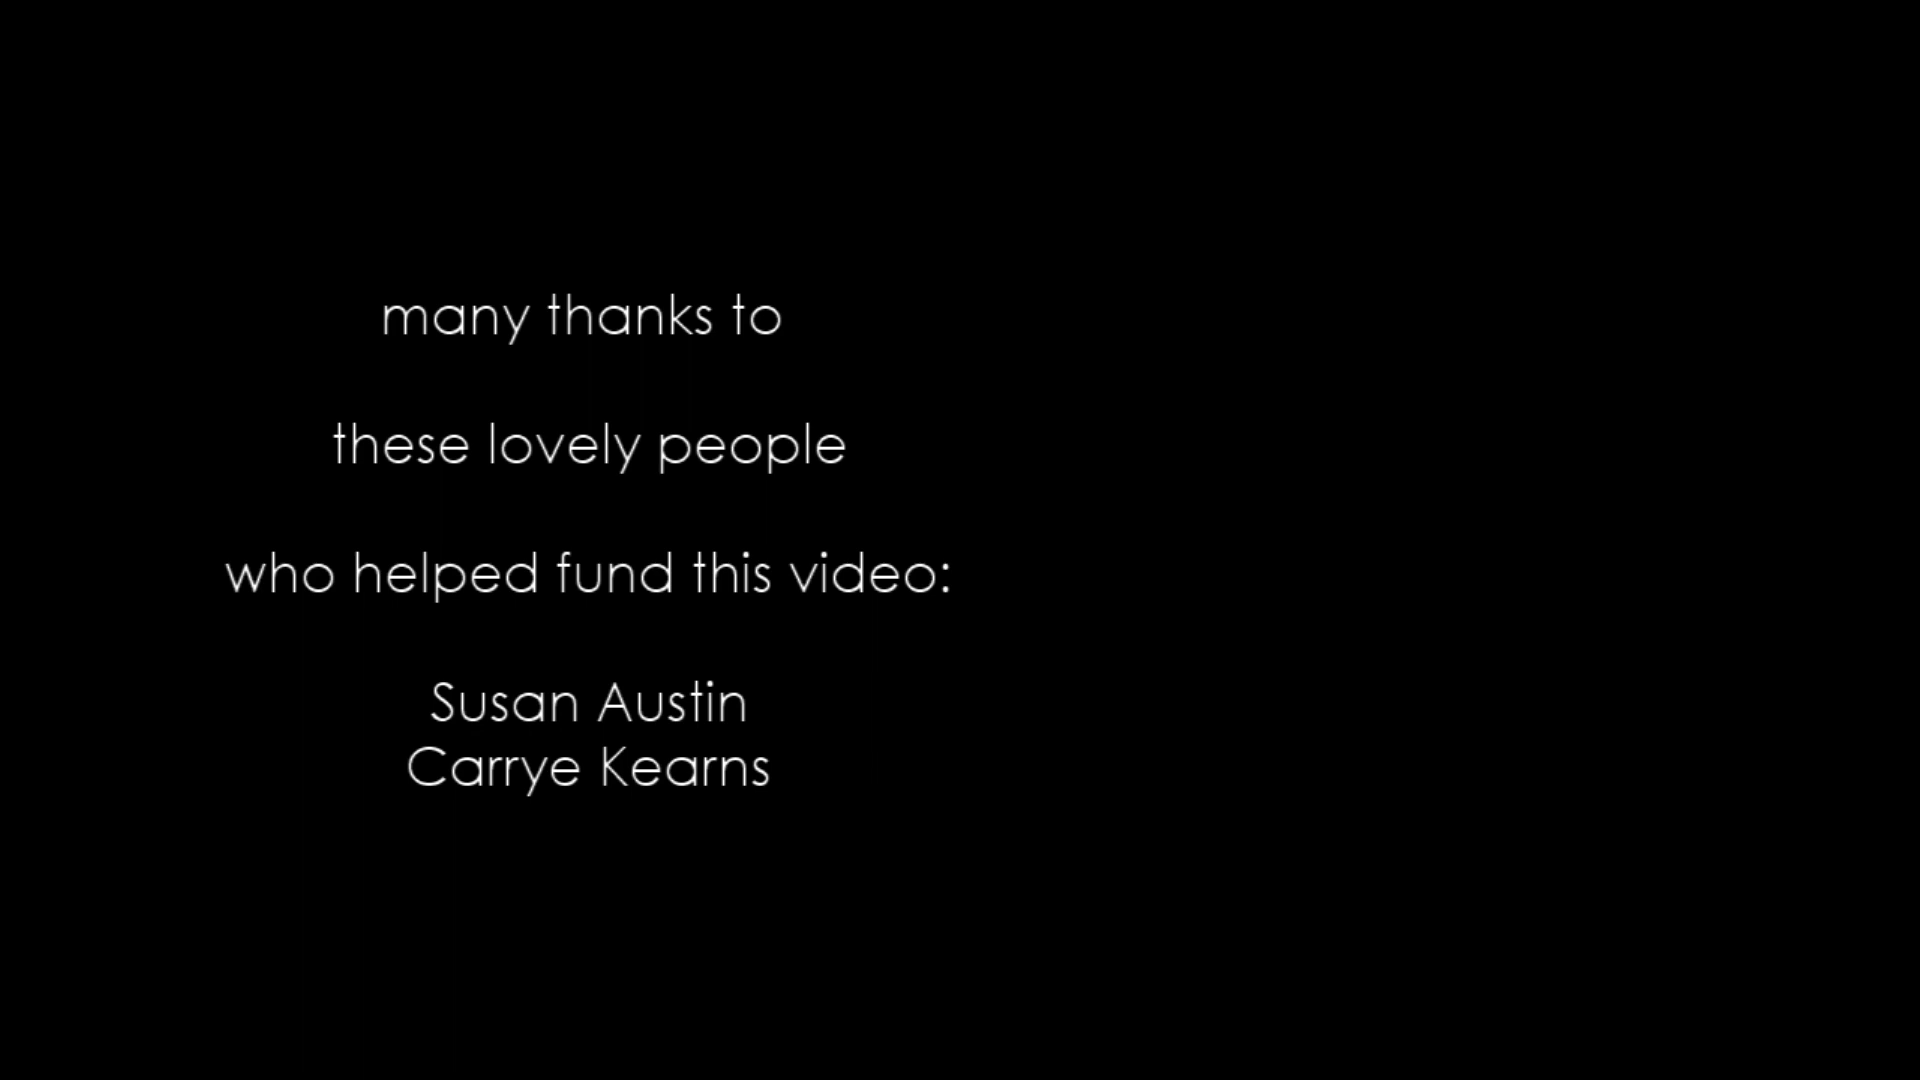 many thanks to
these lovely people
who helped fund this video:
Susan Austin
Carrye Kearns